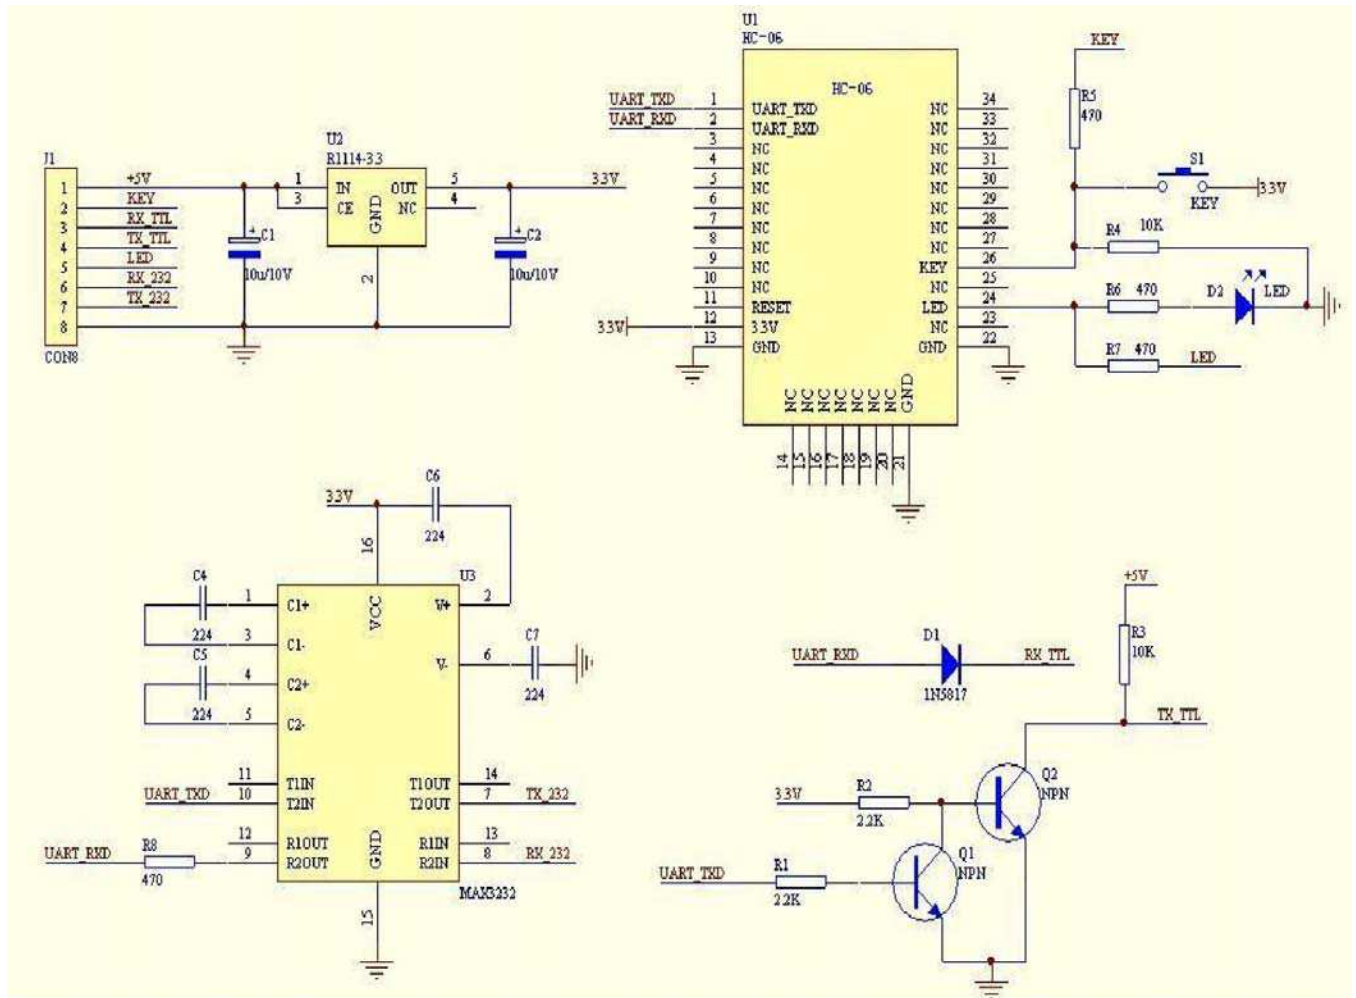 J1
1 +5V
2 KEY
3 RX_TTL
4 TX_TTL
5 LED
6 RX_232
7 TX_232
8
CON8
C1
10u/10V
U2
R1114-3.3
1 IN OUT 5 3.3V
3 CE NC 4
GND
2
C2
10u/10V
U1
HC-06
HC-06
UART_TXD 1 UART_TXD NC 34
UART_RXD 2 UART_RXD NC 33
3 NC NC 32
4 NC NC 31
5 NC NC 30
6 NC NC 29
7 NC NC 28
8 NC NC 27
9 NC KEY 26
10 NC NC 25
11 RESET LED 24
3.3V 12 3.3V NC 23
13 GND GND 22
NC NC NC NC NC NC NC GND
14 15 16 17 18 19 20 21
KEY
R5
470
S1
KEY
3.3V
R4 10K
R6 470 D2 LED
R7 470 LED
3.3V
C6
224
16
U3
VCC
C4
224
1 C1+ V+ 2
3 C1-
C5
224
4 C2+ V- 6
5 C2-
C7
224
11 T1IN T1OUT 14
UART_TXD 10 T2IN T2OUT 7 TX_232
12 R1OUT R1IN 13
UART_RXD R8 9 R2OUT R2IN 8 RX_232
470
GND
MAX3232
15
+5V
R3
10K
D1
UART_RXD RX_TTL
1N5817
TX_TTL
Q2
NPN
3.3V R2
2.2K
Q1
NPN
UART_TXD R1
2.2K